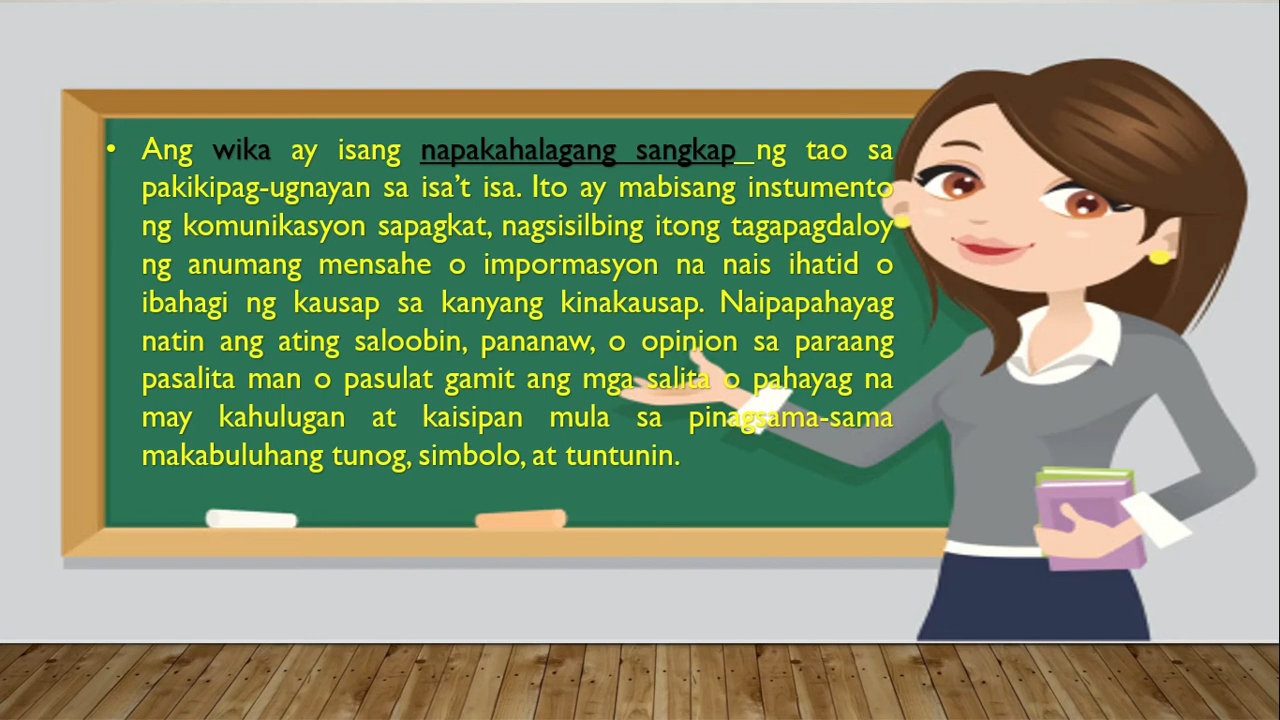 • Ang wika ay isang napakahalagang sangkap ng tao sa
pakikipag-ugnayan sa isa’t isa. Ito ay mabisang instumento
ng komunikasyon sapagkat, nagsisilbing itong tagapagdaloy
ng anumang mensahe o impormasyon na nais ihatid o
ibahagi ng kausap sa kanyang kinakausap. Naipapahayag
natin ang ating saloobin, pananaw, o opinion sa paraang
pasalita man o pasulat gamit ang mga salita o pahayag na
may kahulugan at kaisipan mula sa pinagsama-sama
makabuluhang tunog, simbolo, at tuntunin.